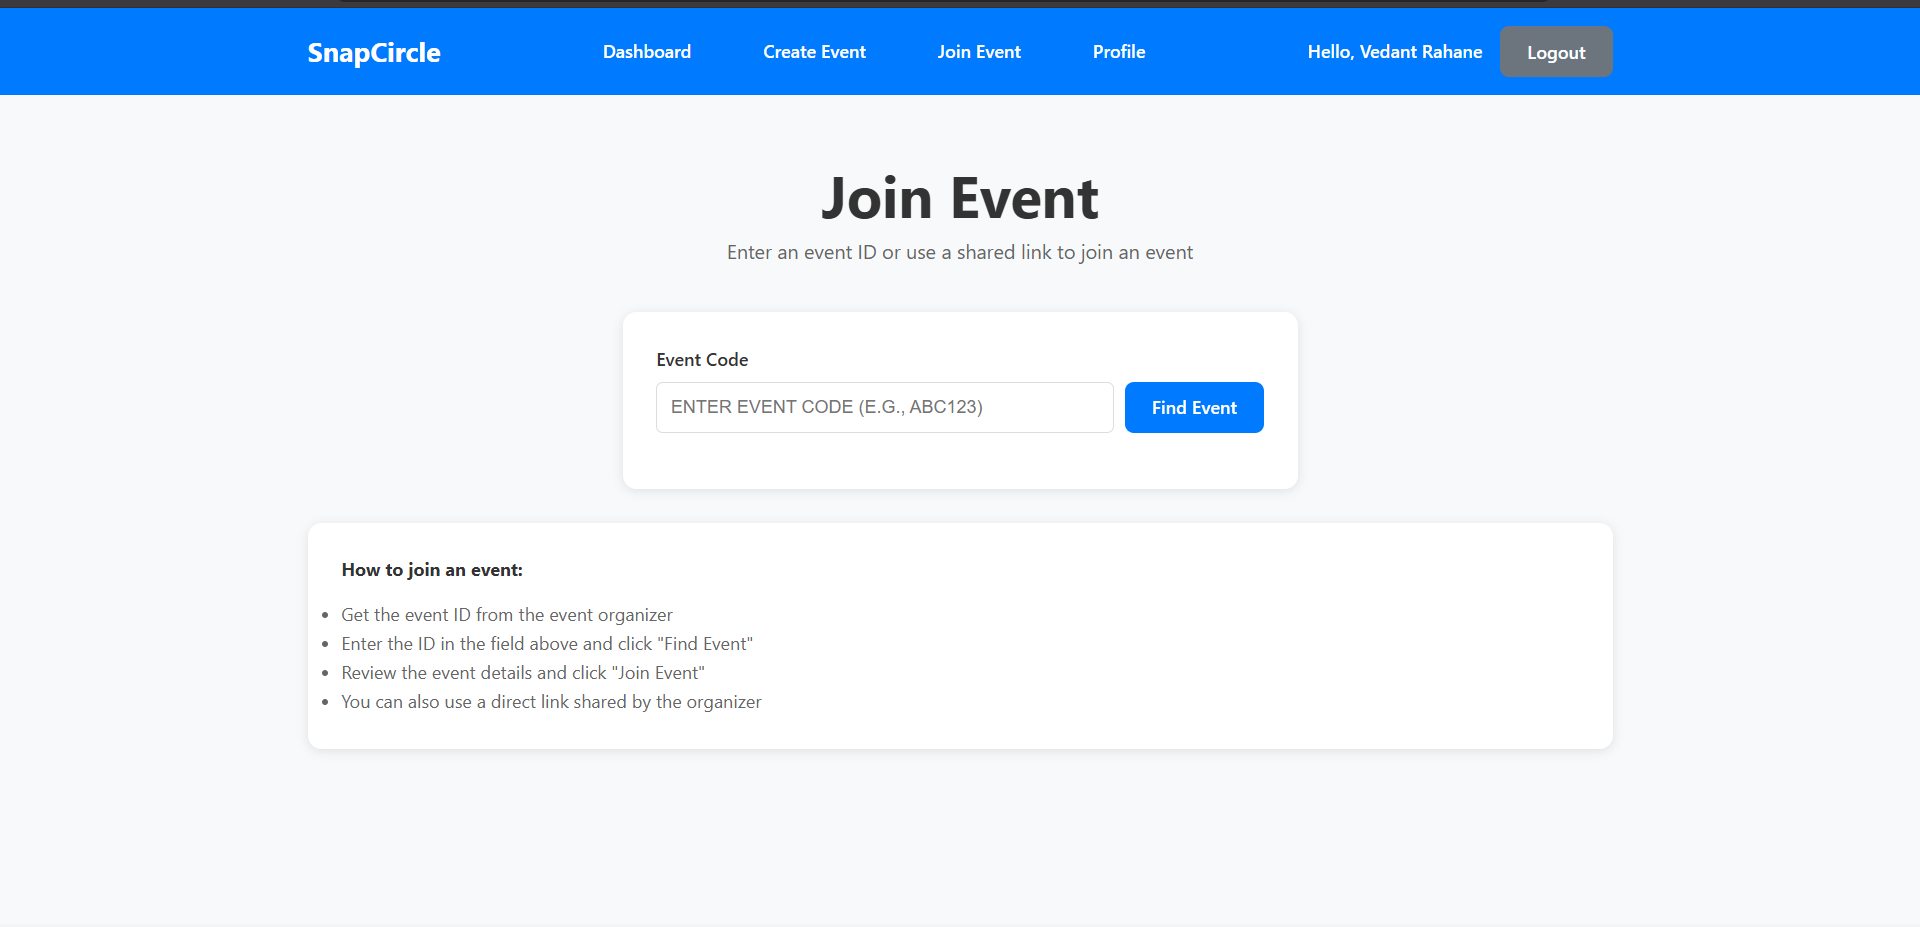 SnapCircle Dashboard Create Event Join Event Profile Hello, Vedant Rahane Logout
Join Event
Enter an event ID or use a shared link to join an event
Event Code
ENTER EVENT CODE (E.G., ABC123) Find Event
How to join an event:
• Get the event ID from the event organizer
• Enter the ID in the field above and click "Find Event"
• Review the event details and click "Join Event"
• You can also use a direct link shared by the organizer